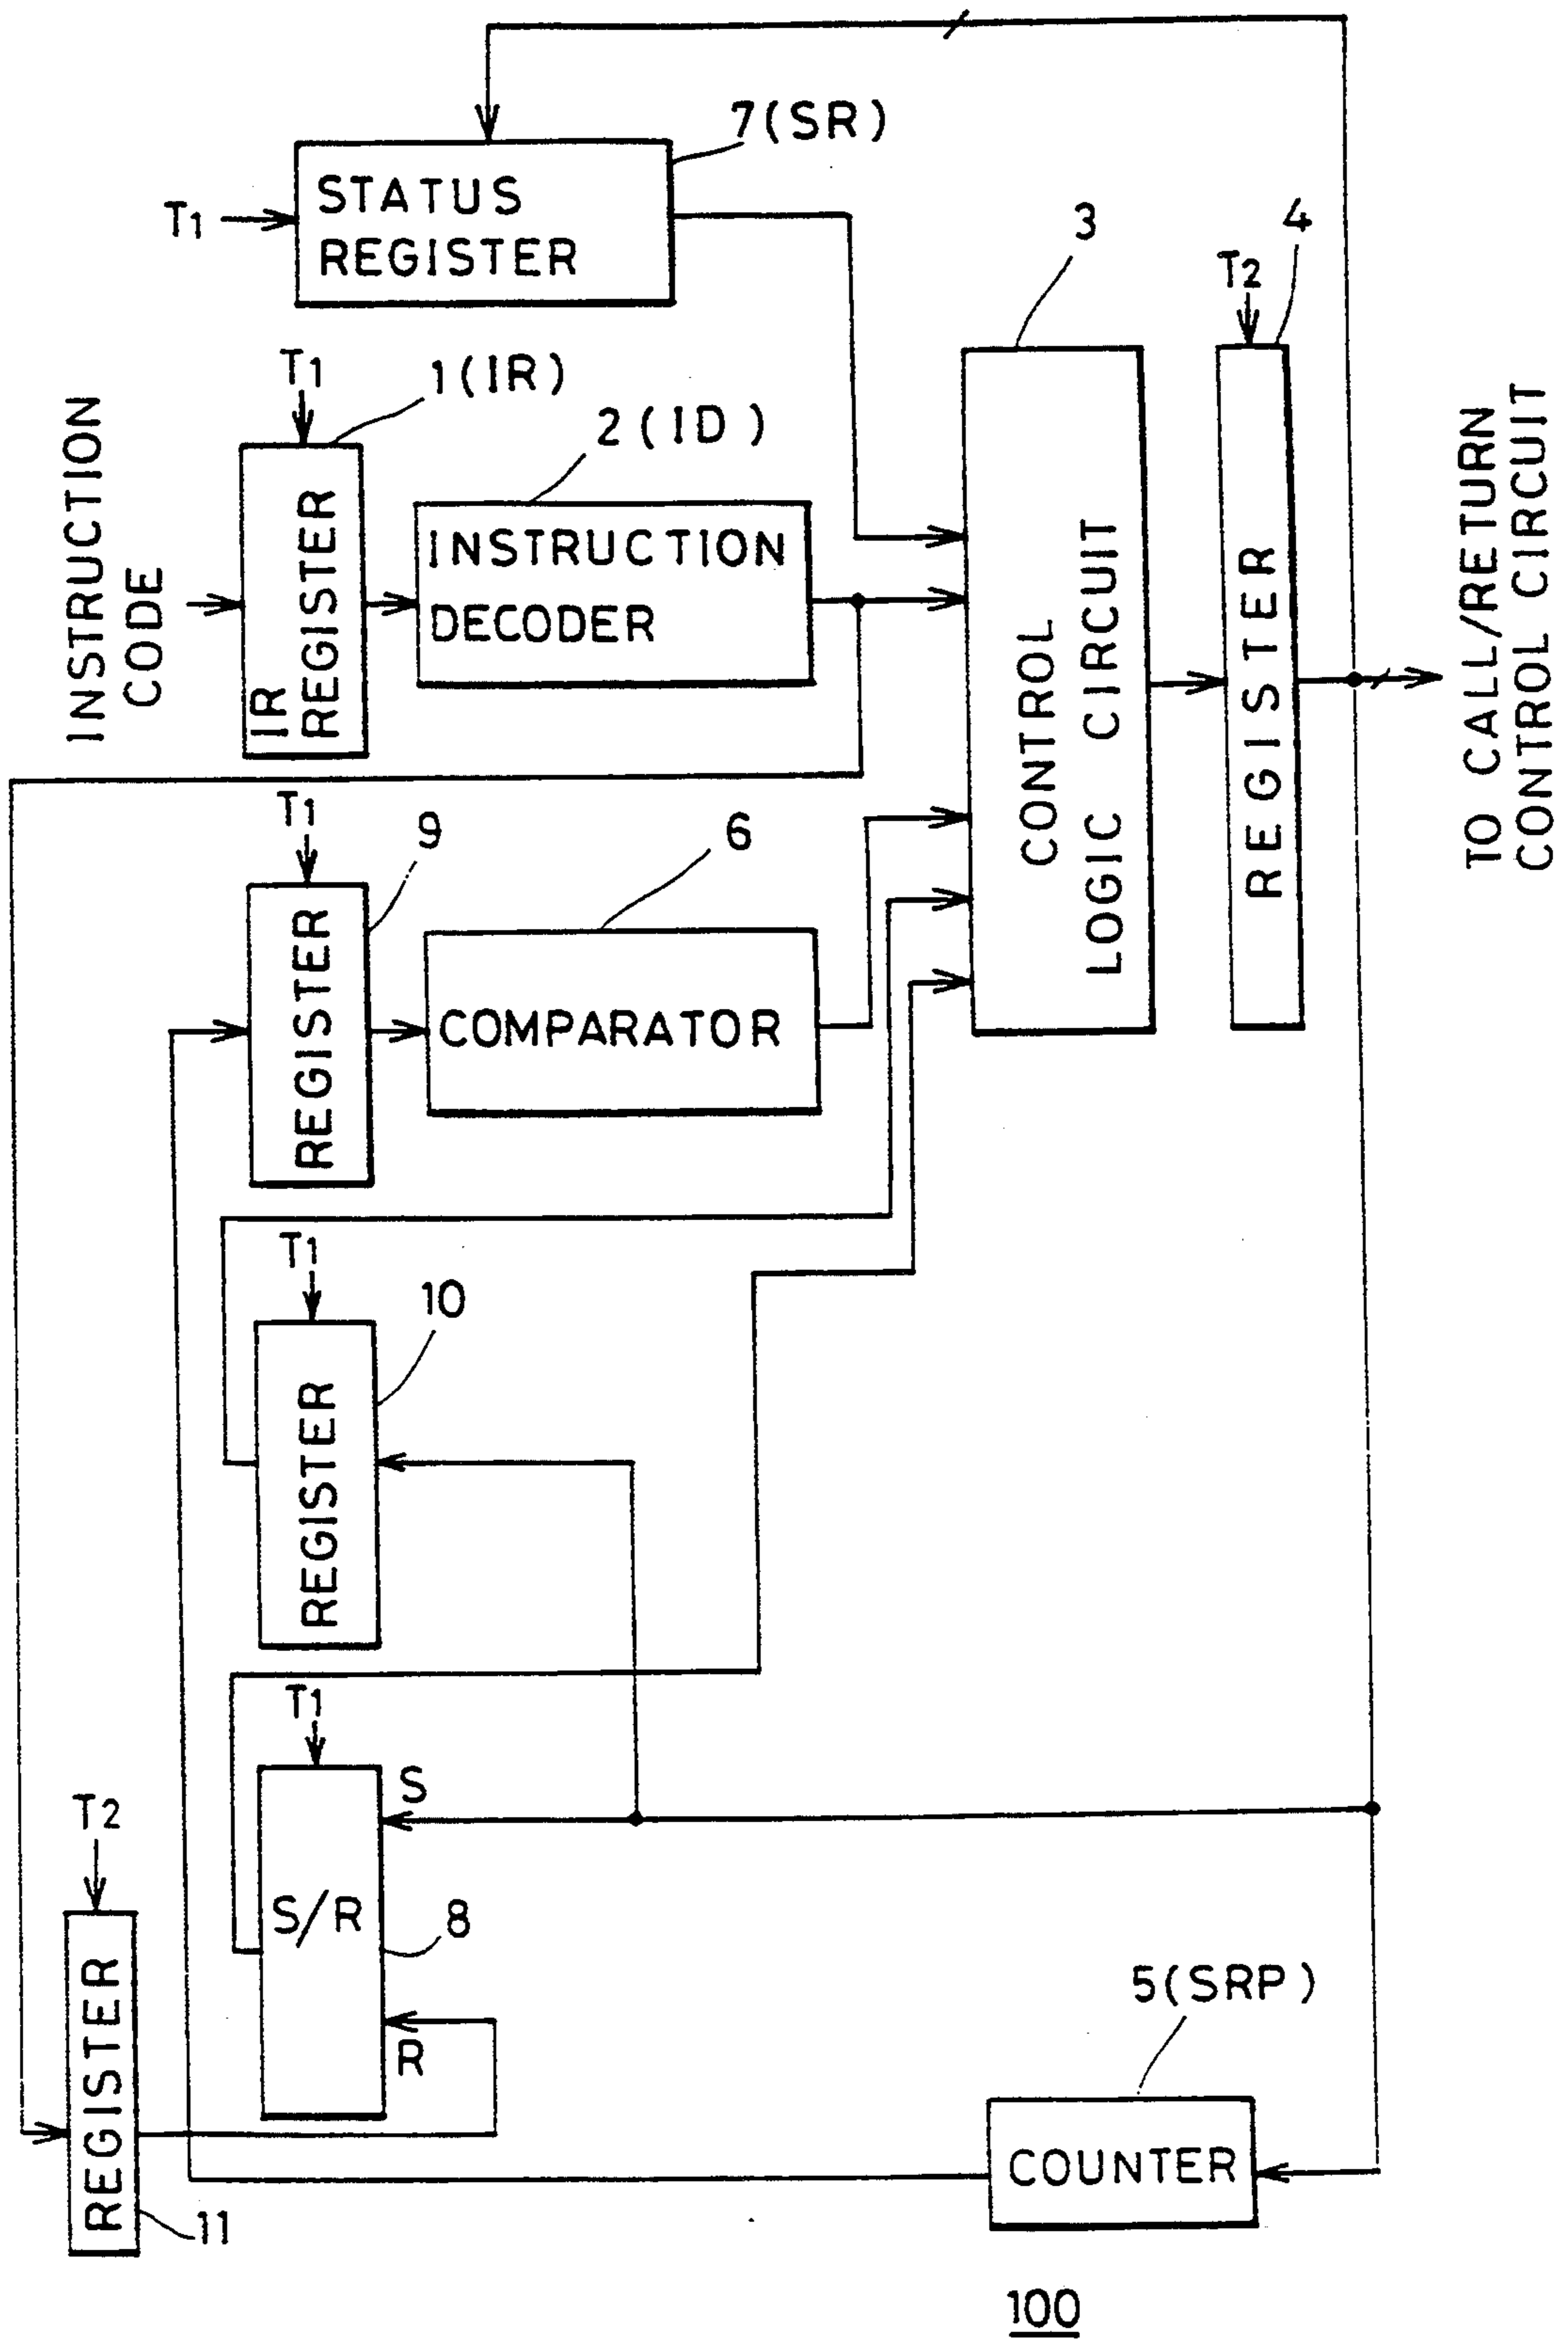 7(SR)
T1
STATUS
REGISTER
3
4
T2
T1
1(IR)
2(ID)
INSTRUCTION
CODE
IR
REGISTER
INSTRUCTION
DECODER
CONTROL
LOGIC CIRCUIT
REGISTER
TO CALL/RETURN
CONTROL CIRCUIT
T1
9
6
REGISTER
COMPARATOR
T1
10
REGISTER
T1
S
T2
S/R
8
R
REGISTER
11
5(SRP)
COUNTER
100